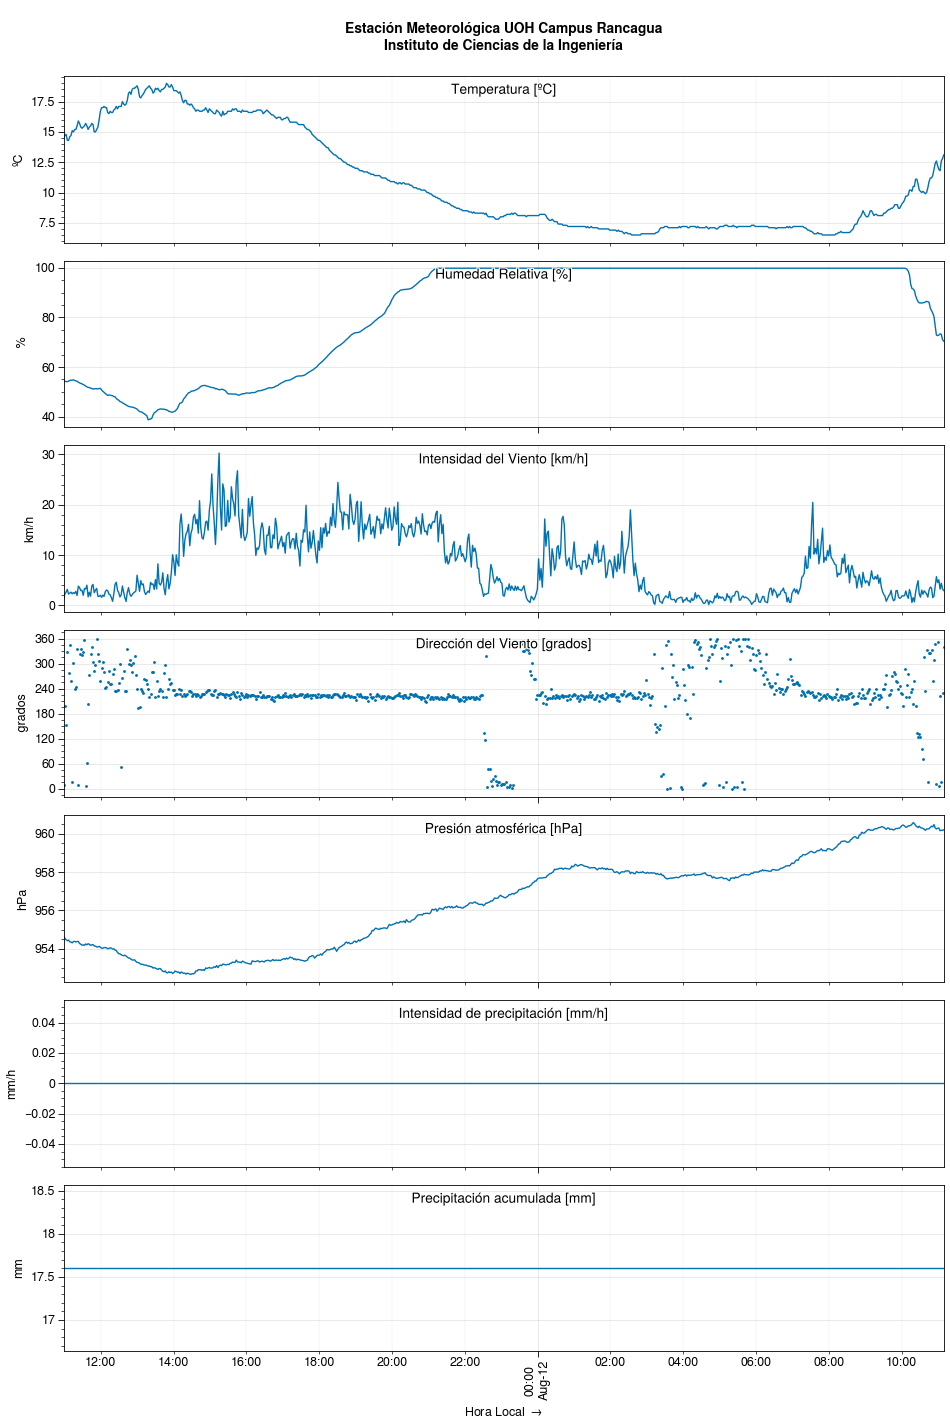 Estación Meteorológica UOH Campus Rancagua
Instituto de Ciencias de la Ingeniería
Temperatura [ºC]
ºC
17.5
15
12.5
10
7.5
Humedad Relativa [%]
%
100
80
60
40
Intensidad del Viento [km/h]
km/h
30
20
10
0
Dirección del Viento [grados]
grados
360
300
240
180
120
60
0
Presión atmosférica [hPa]
hPa
960
958
956
954
Intensidad de precipitación [mm/h]
mm/h
0.04
0.02
0
−0.02
−0.04
Precipitación acumulada [mm]
mm
18.5
18
17.5
17
12:00 14:00 16:00 18:00 20:00 22:00 00:00 02:00 04:00 06:00 08:00 10:00
Aug-12
Hora Local →